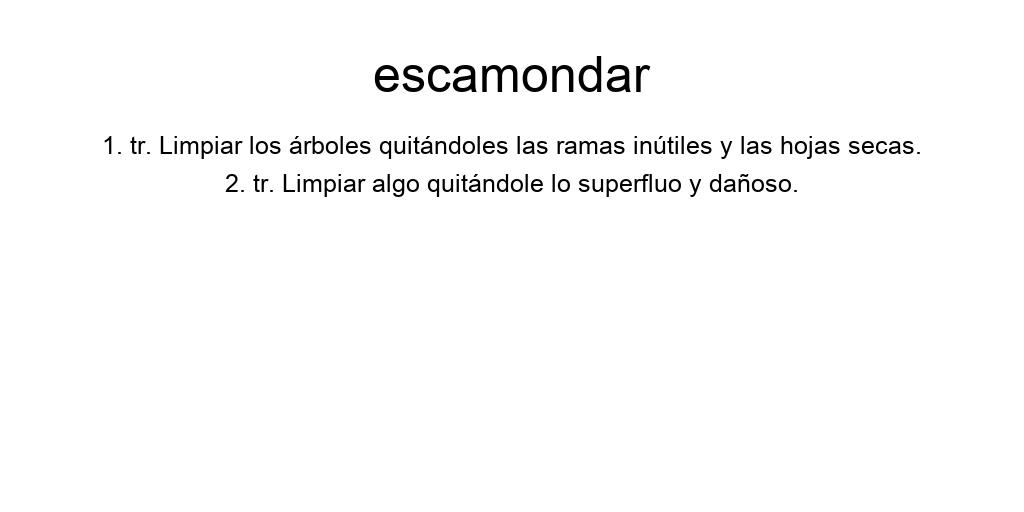 escamondar
1. tr. Limpiar los árboles quitándoles las ramas inútiles y las hojas secas.
2. tr. Limpiar algo quitándole lo superfluo y dañoso.